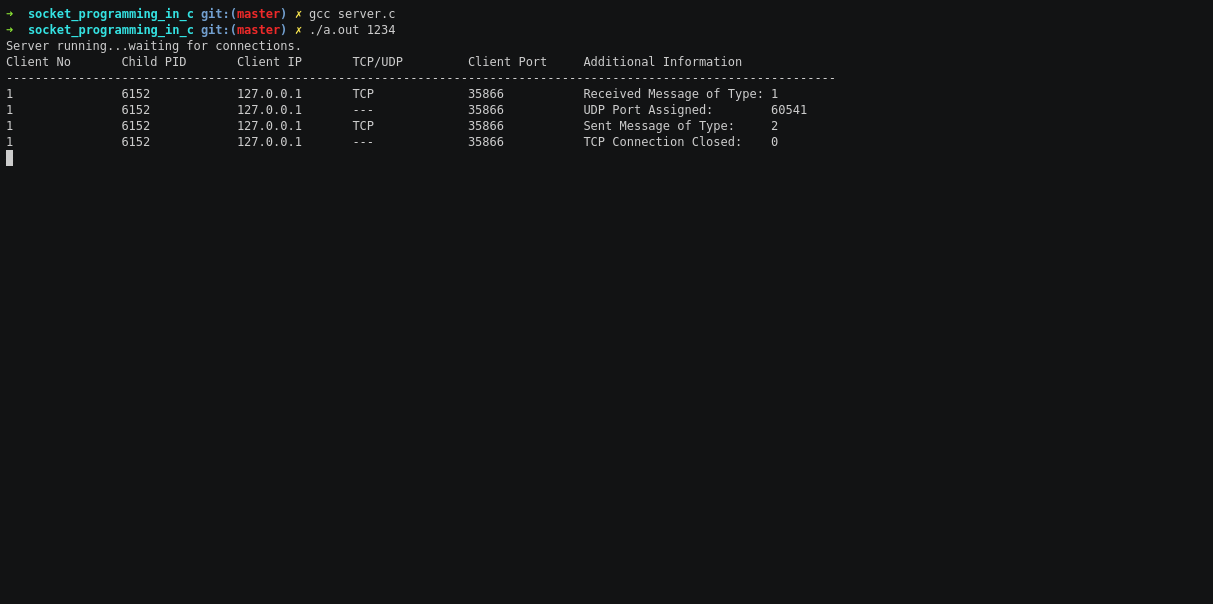 ➜  socket_programming_in_c git:(master) ✗ gcc server.c
➜  socket_programming_in_c git:(master) ✗ ./a.out 1234
Server running...waiting for connections.
Client No       Child PID       Client IP       TCP/UDP         Client Port     Additional Information
-------------------------------------------------------------------------------------------------------------------
1               6152            127.0.0.1       TCP             35866           Received Message of Type: 1
1               6152            127.0.0.1       ---             35866           UDP Port Assigned:        60541
1               6152            127.0.0.1       TCP             35866           Sent Message of Type:     2
1               6152            127.0.0.1       ---             35866           TCP Connection Closed:    0